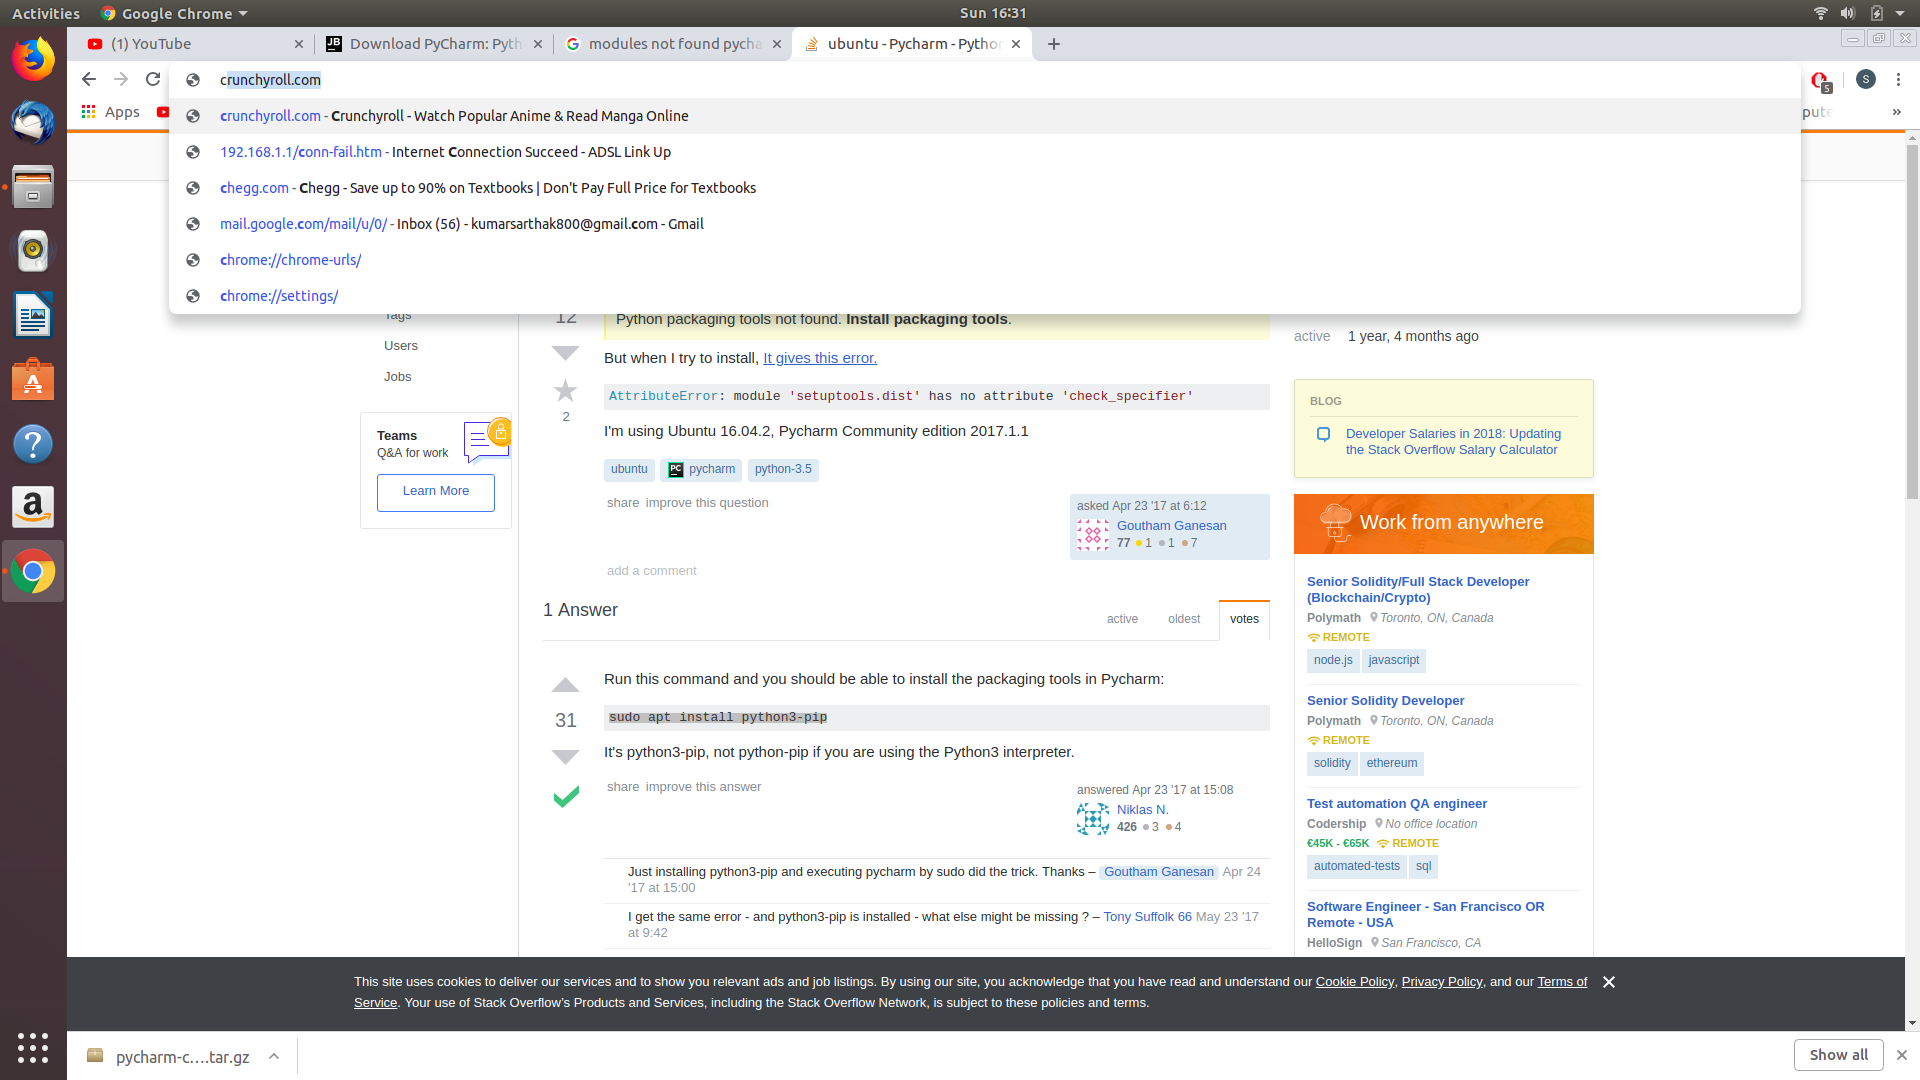 Activities
Google Chrome
Sun 16:31
(1) YouTube
Download PyCharm: Pyth
modules not found pycha
ubuntu - Pycharm - Pythor
crunchyroll.com
S
5
Apps
»
crunchyroll.com - Crunchyroll - Watch Popular Anime & Read Manga Online
192.168.1.1/conn-fail.htm - Internet Connection Succeed - ADSL Link Up
chegg.com - Chegg - Save up to 90% on Textbooks | Don't Pay Full Price for Textbooks
mail.google.com/mail/u/0/ - Inbox (56) - kumarsarthak800@gmail.com - Gmail
chrome://chrome-urls/
chrome://settings/
Tags
Users
Jobs
Teams
Q&A for work
Learn More
12
Python packaging tools not found. Install packaging tools.
But when I try to install, It gives this error.
2
AttributeError: module 'setuptools.dist' has no attribute 'check_specifier'
I'm using Ubuntu 16.04.2, Pycharm Community edition 2017.1.1
ubuntu
PC pycharm
python-3.5
share improve this question
asked Apr 23 '17 at 6:12
Goutham Ganesan
77 1 1 7
add a comment
1 Answer
active
oldest
votes
Run this command and you should be able to install the packaging tools in Pycharm:
31
sudo apt install python3-pip
It's python3-pip, not python-pip if you are using the Python3 interpreter.
share improve this answer
answered Apr 23 '17 at 15:08
Niklas N.
426 3 4
Just installing python3-pip and executing pycharm by sudo did the trick. Thanks – Goutham Ganesan Apr 24
'17 at 15:00
I get the same error - and python3-pip is installed - what else might be missing ? – Tony Suffolk 66 May 23 '17
at 9:42
active 1 year, 4 months ago
BLOG
Developer Salaries in 2018: Updating
the Stack Overflow Salary Calculator
Work from anywhere
Senior Solidity/Full Stack Developer
(Blockchain/Crypto)
Polymath Toronto, ON, Canada
REMOTE
node.js javascript
Senior Solidity Developer
Polymath Toronto, ON, Canada
REMOTE
solidity ethereum
Test automation QA engineer
Codership No office location
€45K - €65K REMOTE
automated-tests sql
Software Engineer - San Francisco OR
Remote - USA
HelloSign San Francisco, CA
This site uses cookies to deliver our services and to show you relevant ads and job listings. By using our site, you acknowledge that you have read and understand our Cookie Policy, Privacy Policy, and our Terms of
Service. Your use of Stack Overflow's Products and Services, including the Stack Overflow Network, is subject to these policies and terms.
pycharm-c....tar.gz
Show all